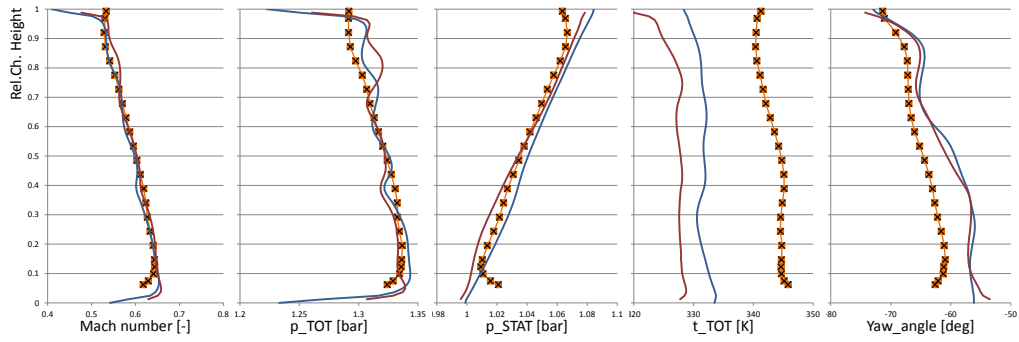 Rel.Ch. Height
1
0.9
0.8
0.7
0.6
0.5
0.4
0.3
0.2
0.1
0
0.4 0.5 0.6 0.7 0.8
Mach number [-]
1.2 1.25 1.3 1.35
p_TOT [bar]
.98 1 1.02 1.04 1.06 1.08 1.1
p_STAT [bar]
20 330 340 350
t_TOT [K]
80 -70 -60 -50
Yaw_angle [deg]